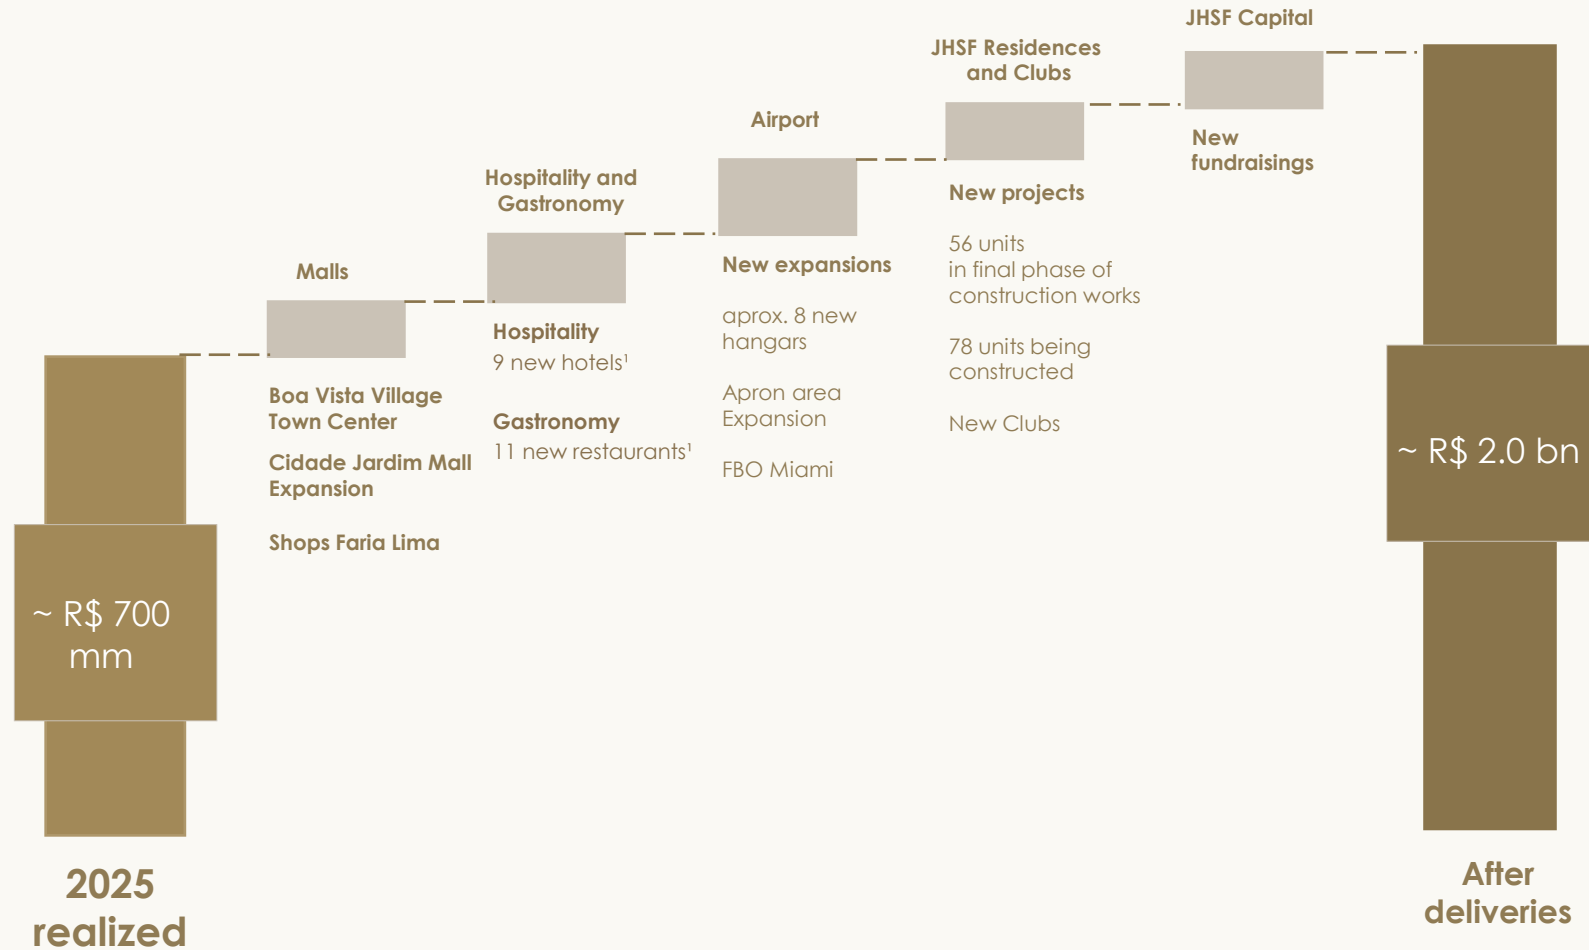 JHSF Capital
JHSF Residences
and Clubs
Airport
Hospitality and
Gastronomy
Malls
New
fundraisings
New projects
56 units
in final phase of
construction works
78 units being
constructed
New Clubs
New expansions
aprox. 8 new
hangars
Apron area
Expansion
FBO Miami
Hospitality
9 new hotels¹
Gastronomy
11 new restaurants¹
Boa Vista Village
Town Center
Cidade Jardim Mall
Expansion
Shops Faria Lima
~ R$ 700
mm
~ R$ 2.0 bn
2025
realized
After
deliveries